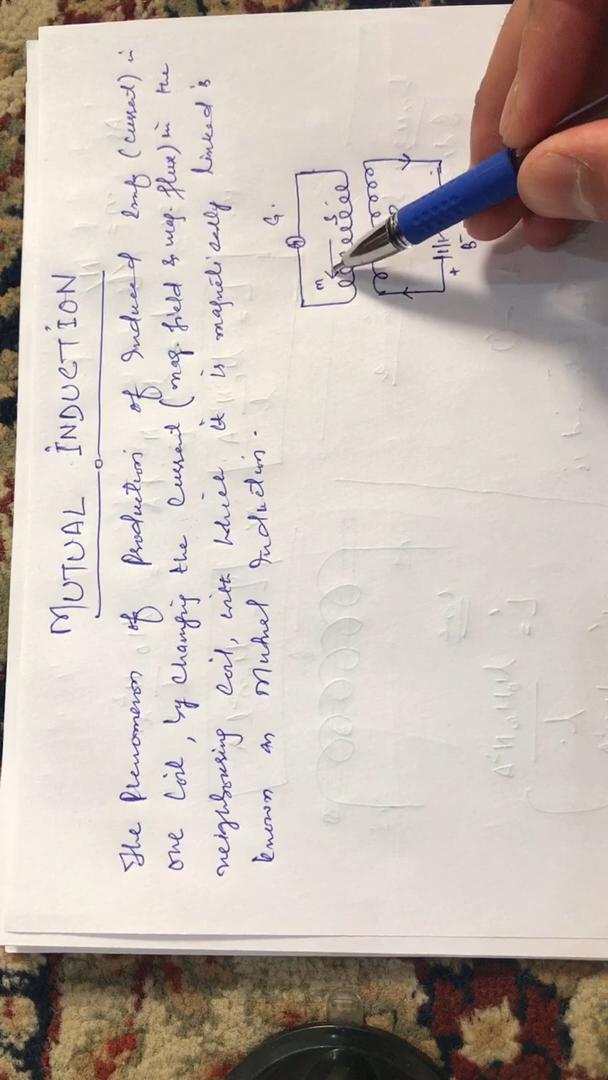 MUTUAL INDUCTION
The Phenomenon of Production of Induced Emf (current) in
one Coil, by changing the current (mag. field & mag. flux) in the
neighbouring Coil, with which it is magnetically linked is
known as Mutual Induction.
G.
m S
+ B -